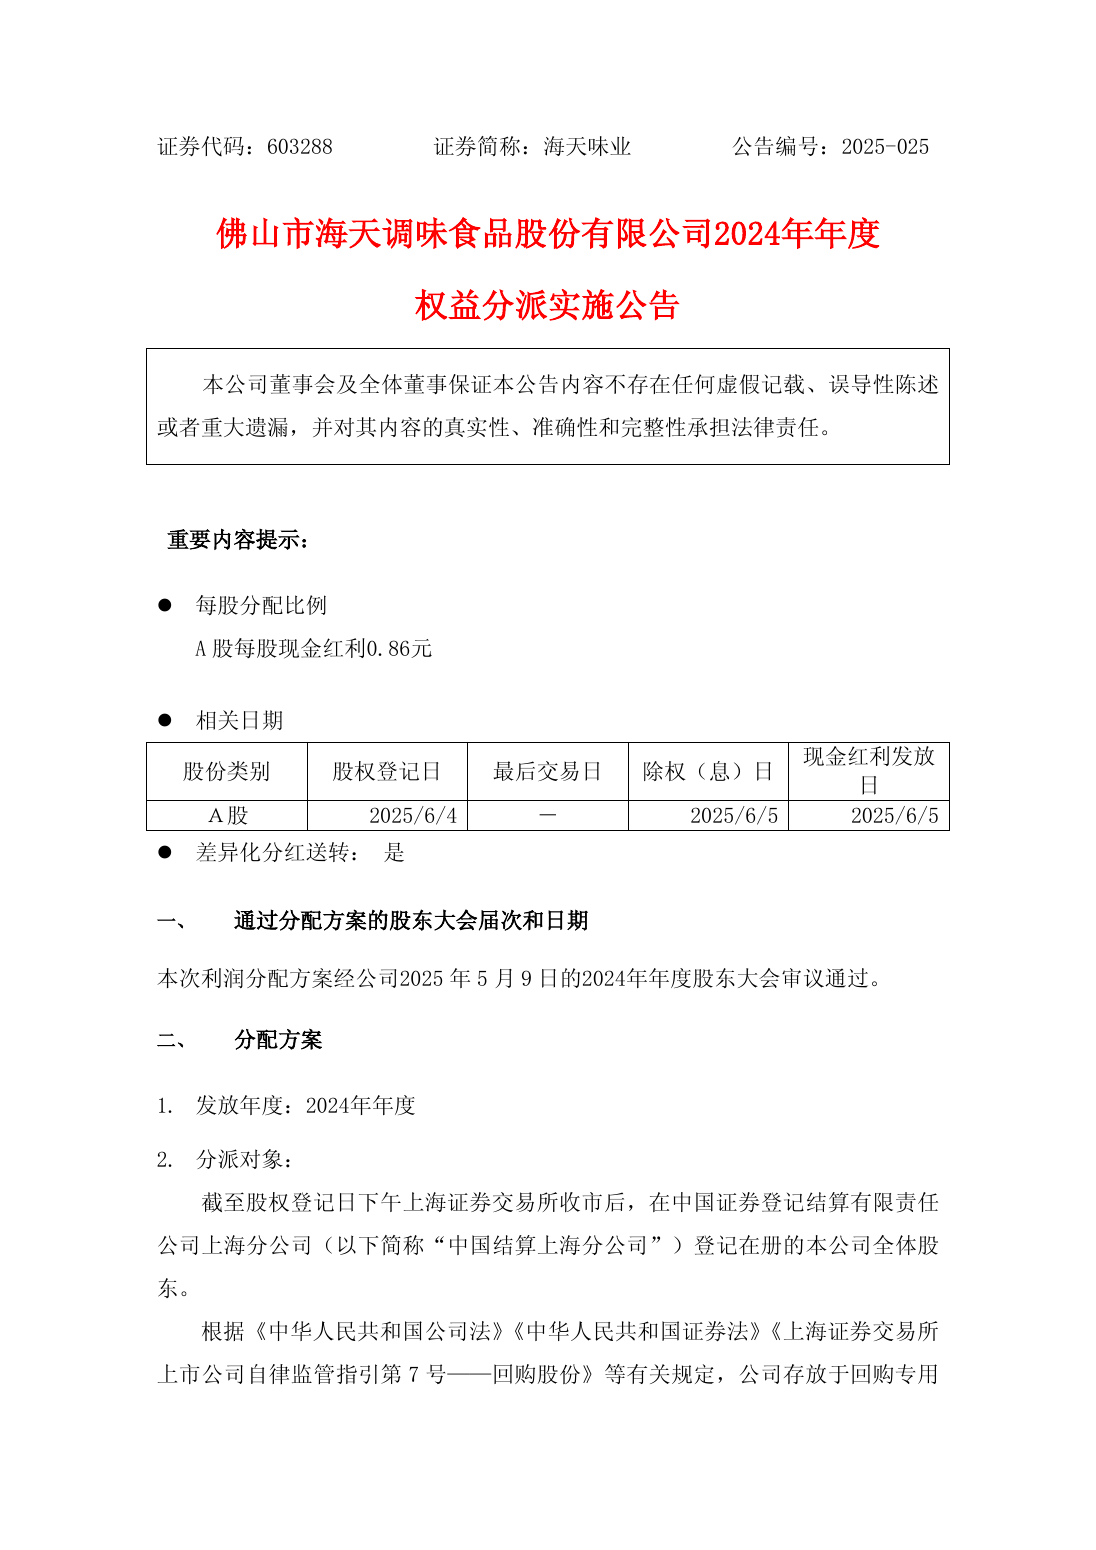 证券代码：603288 证券简称：海天味业 公告编号：2025-025
佛山市海天调味食品股份有限公司2024年年度
权益分派实施公告
本公司董事会及全体董事保证本公告内容不存在任何虚假记载、误导性陈述
或者重大遗漏，并对其内容的真实性、准确性和完整性承担法律责任。
重要内容提示：
● 每股分配比例
A 股每股现金红利0.86元
● 相关日期
股份类别 股权登记日 最后交易日 除权（息）日 现金红利发放
日
Ａ股 2025/6/4 － 2025/6/5 2025/6/5
● 差异化分红送转： 是
一、 通过分配方案的股东大会届次和日期
本次利润分配方案经公司2025 年 5 月 9 日的2024年年度股东大会审议通过。
二、 分配方案
1. 发放年度：2024年年度
2. 分派对象：
截至股权登记日下午上海证券交易所收市后，在中国证券登记结算有限责任
公司上海分公司（以下简称“中国结算上海分公司”）登记在册的本公司全体股
东。
根据《中华人民共和国公司法》《中华人民共和国证券法》《上海证券交易所
上市公司自律监管指引第 7 号——回购股份》等有关规定，公司存放于回购专用